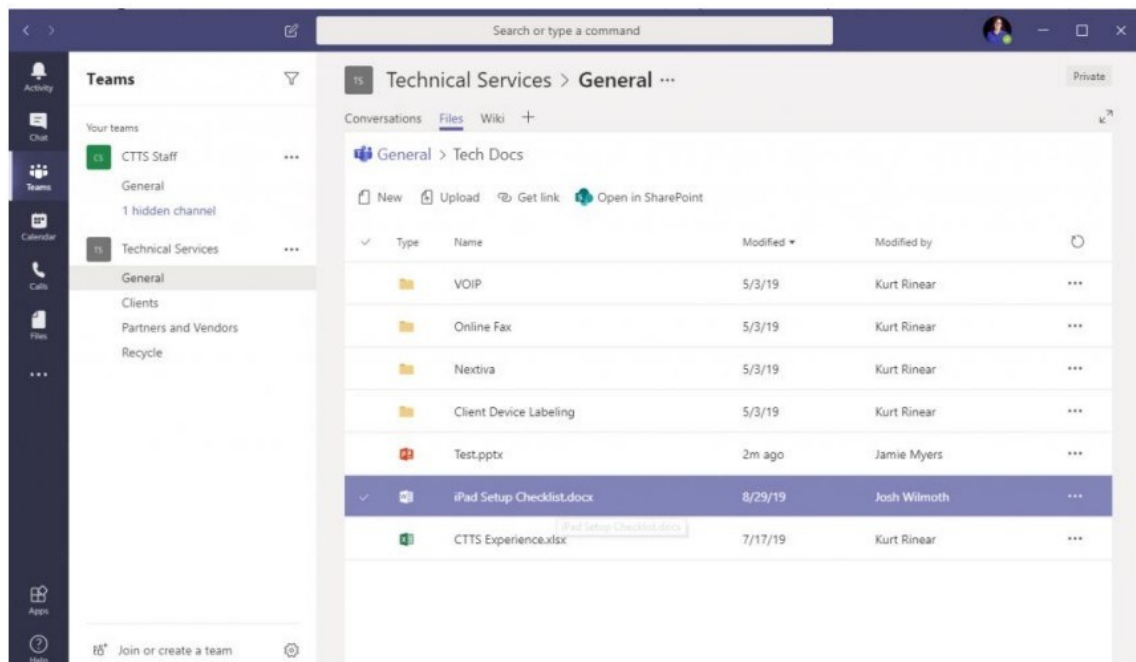 Search or type a command
Activity
Chat
Teams
Calendar
Calls
Files
Apps
Help
Teams
Your teams
CS CTTS Staff
General
1 hidden channel
TS Technical Services
General
Clients
Partners and Vendors
Recycle
Join or create a team
TS Technical Services > General ...
Private
Conversations Files Wiki +
General > Tech Docs
New Upload Get link Open in SharePoint
Type Name Modified Modified by
VOIP 5/3/19 Kurt Rinear
Online Fax 5/3/19 Kurt Rinear
Nextiva 5/3/19 Kurt Rinear
Client Device Labeling 5/3/19 Kurt Rinear
Test.pptx 2m ago Jamie Myers
iPad Setup Checklist.docx 8/29/19 Josh Wilmoth
iPad Setup Checklist.docx
CTTS Experience.xlsx 7/17/19 Kurt Rinear